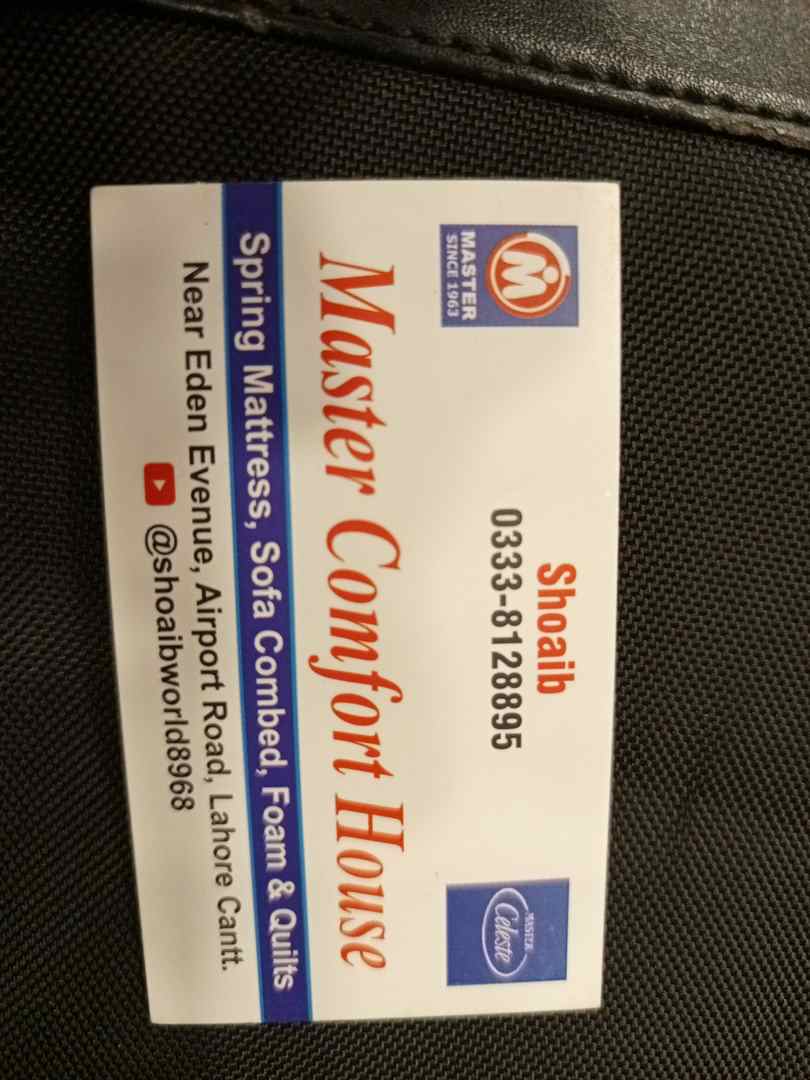 MASTER
SINCE 1963
Shoaib
0333-8128895
MASTER
Celeste
Master Comfort House
Spring Mattress, Sofa Combed, Foam & Quilts
Near Eden Evenue, Airport Road, Lahore Cantt.
@shoaibworld8968